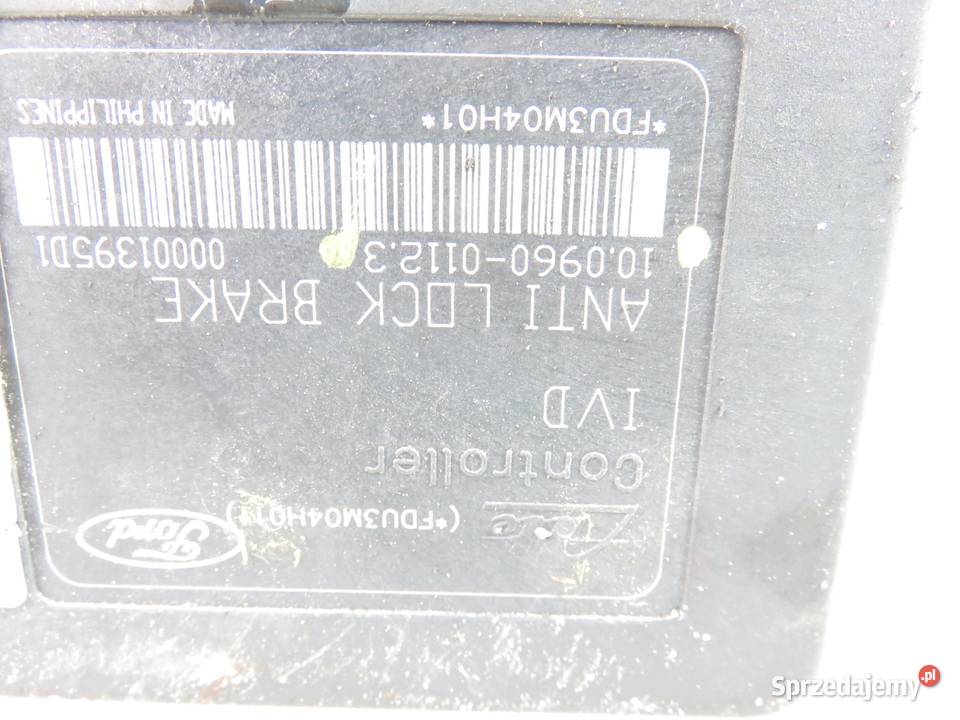 Ford
(*FDU3M04H01*)
Controller
IVD
ANTI LOCK BRAKE
10.0960-0112.3 00001395D1
*FDU3M04H01* MADE IN PHILIPPINES
Sprzedajemy.pl